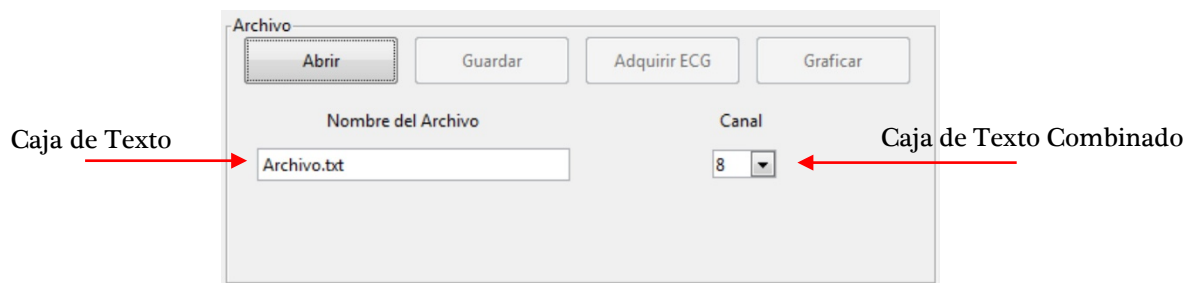 Archivo
Abrir Guardar Adquirir ECG Graficar
Nombre del Archivo Canal
Caja de Texto Caja de Texto Combinado
Archivo.txt 8